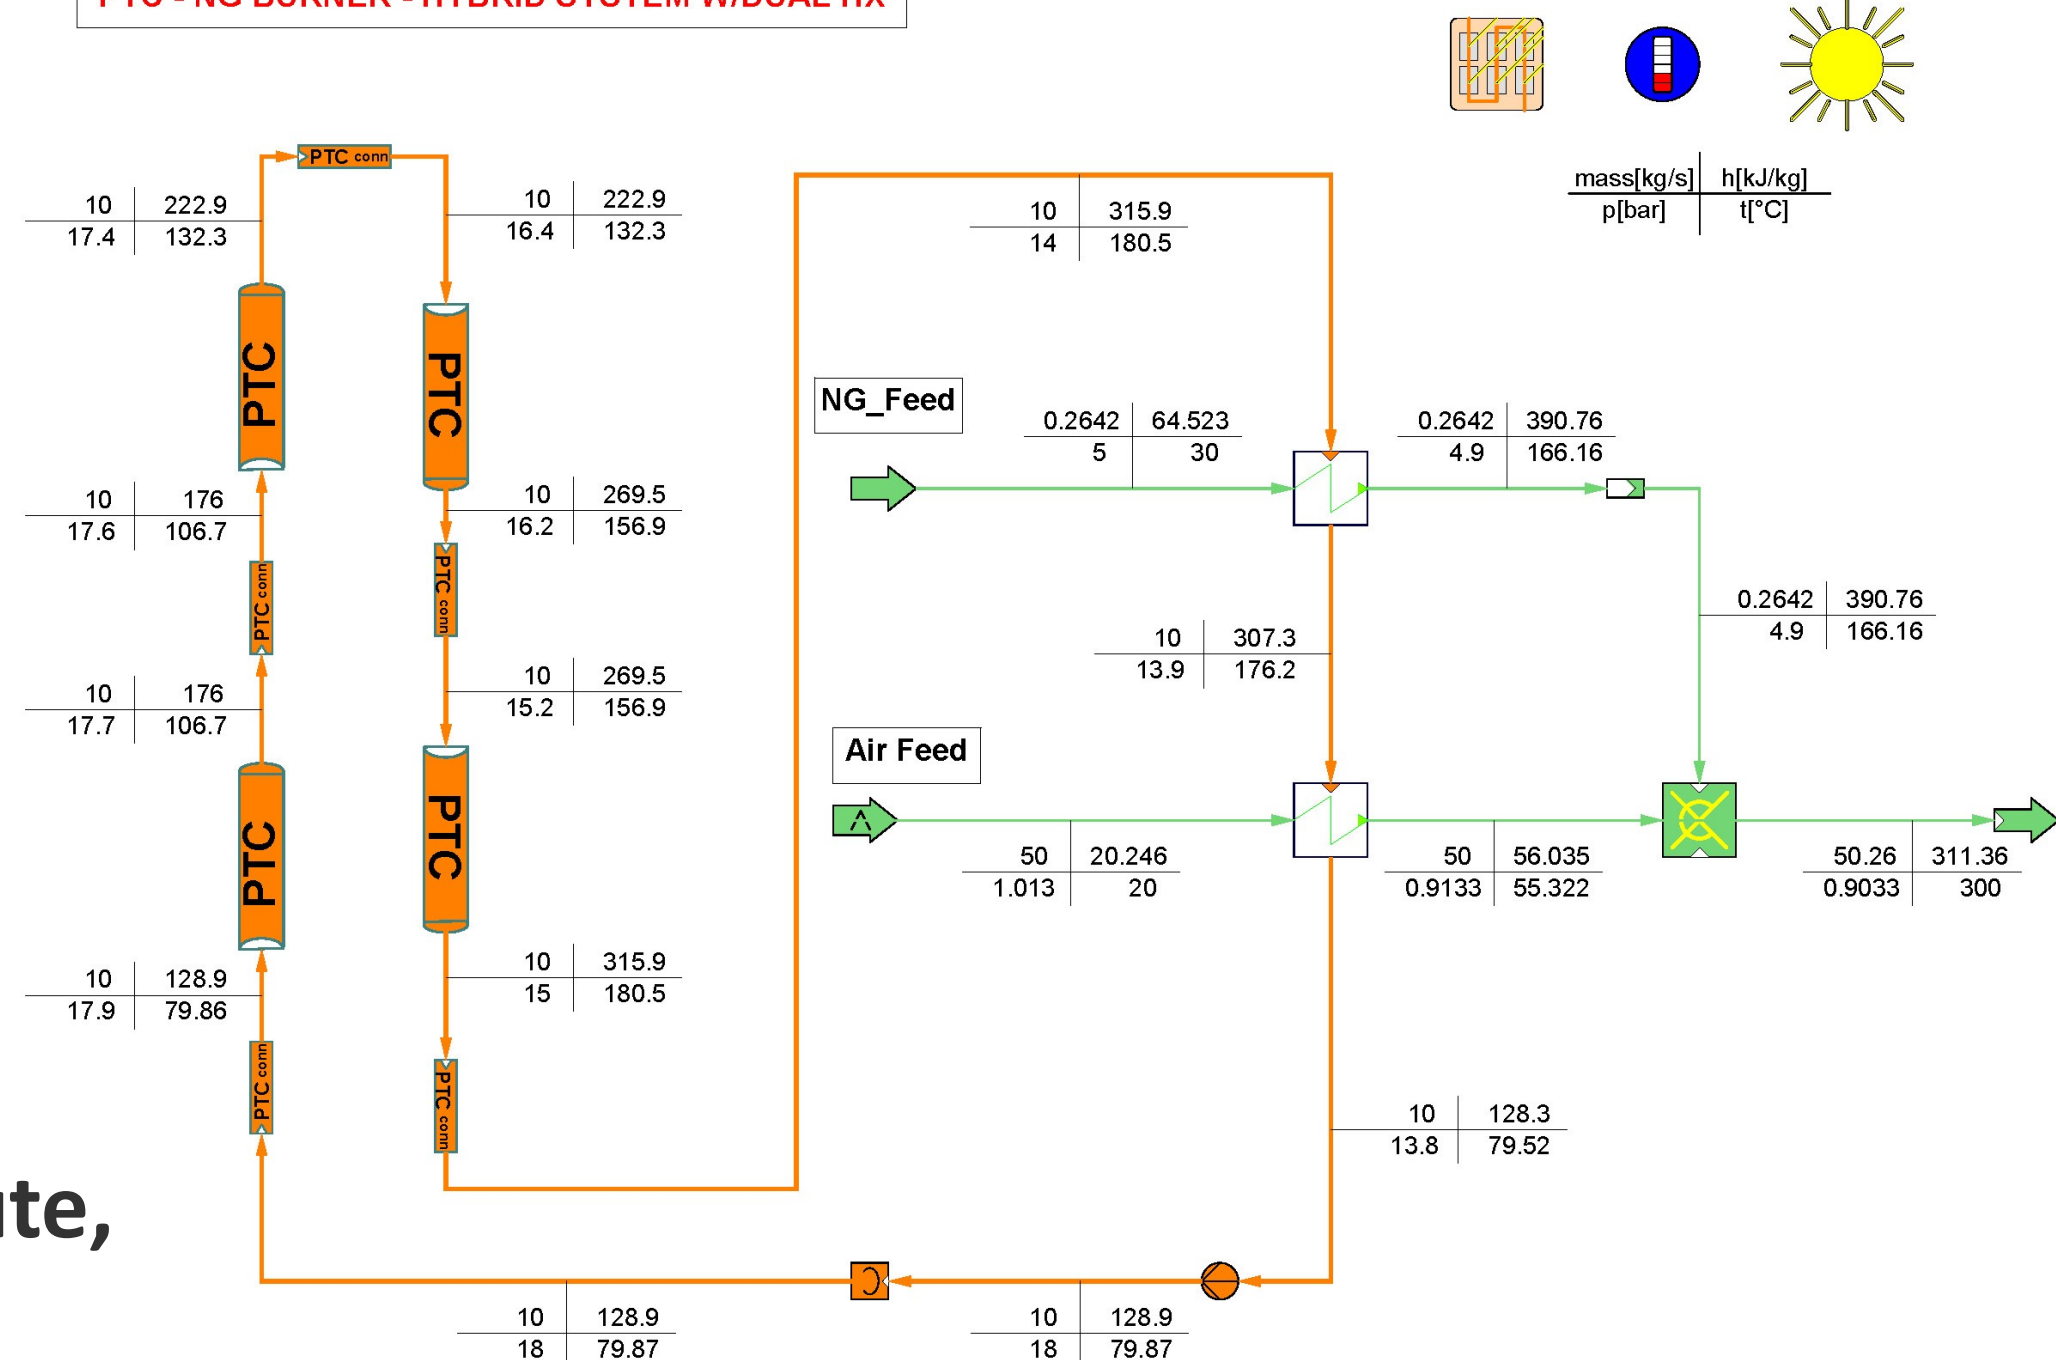 PTC - NG BURNER - HYBRID SYSTEM W/DUAL HX
mass[kg/s] h[kJ/kg]
p[bar] t[°C]
PTC conn
10 222.9
17.4 132.3
10 222.9
16.4 132.3
10 315.9
14 180.5
PTC
PTC
NG_Feed
0.2642 64.523
5 30
0.2642 390.76
4.9 166.16
10 176
17.6 106.7
10 269.5
16.2 156.9
PTC conn
PTC conn
0.2642 390.76
4.9 166.16
10 307.3
13.9 176.2
10 176
17.7 106.7
10 269.5
15.2 156.9
Air Feed
PTC
PTC
50 20.246
1.013 20
50 56.035
0.9133 55.322
50.26 311.36
0.9033 300
10 128.9
17.9 79.86
10 315.9
15 180.5
PTC conn
PTC conn
10 128.3
13.8 79.52
10 128.9
18 79.87
10 128.9
18 79.87